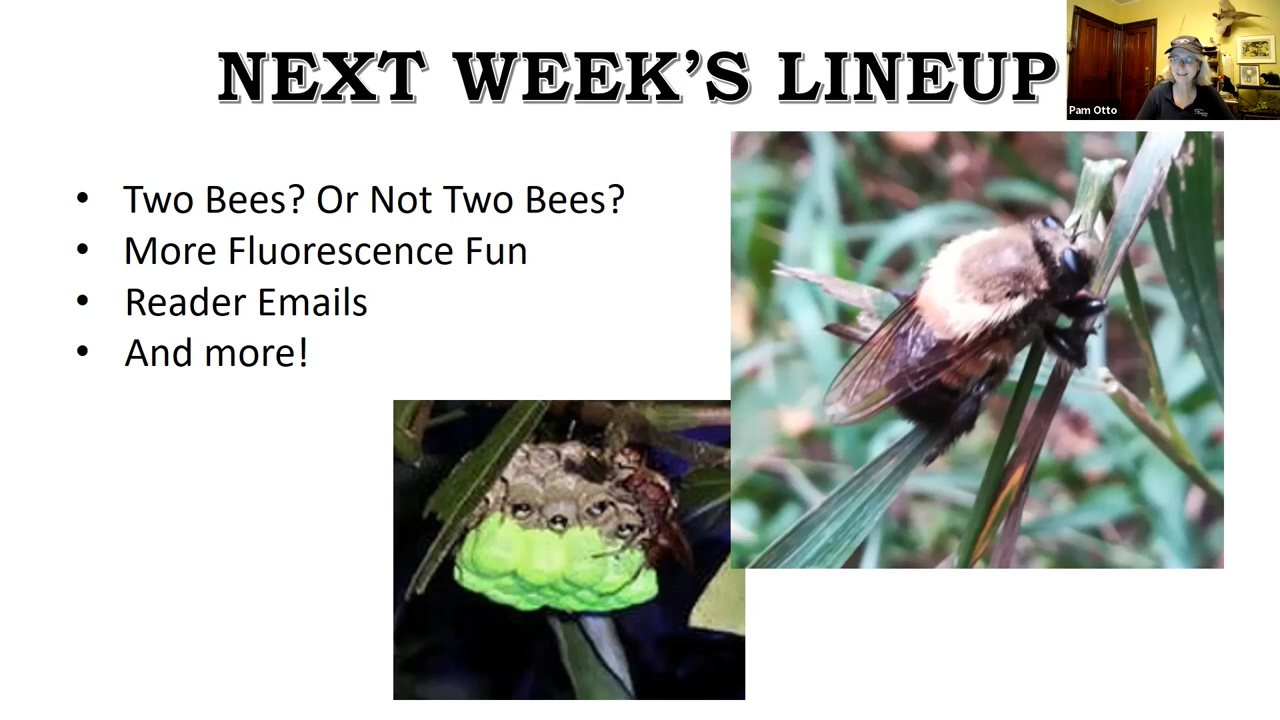 NEXT WEEK'S LINEUP
Pam Otto
• Two Bees? Or Not Two Bees?
• More Fluorescence Fun
• Reader Emails
• And more!